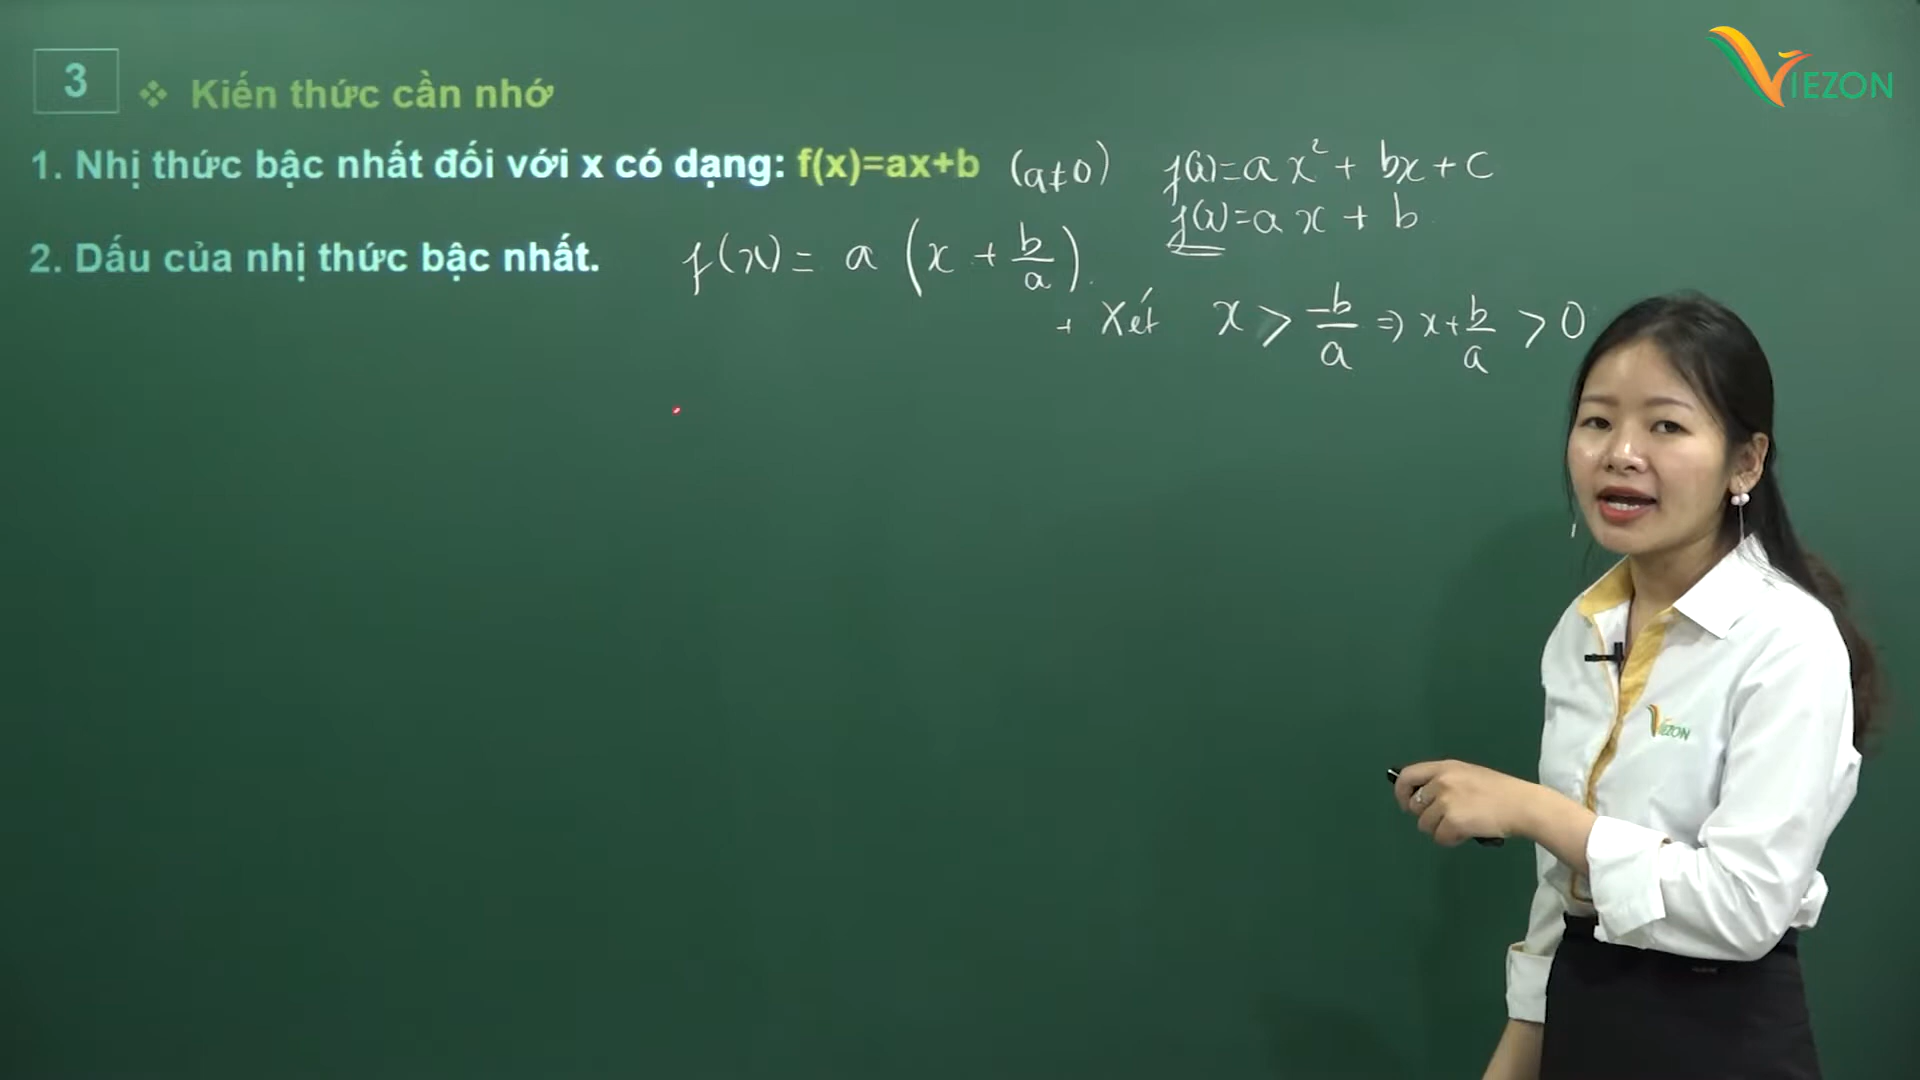 VIEZON
3
❖ Kiến thức cần nhớ
1. Nhị thức bậc nhất đối với x có dạng: f(x)=ax+b (a≠0)
f(x)=ax²+bx+c
f(x)=ax+b
2. Dấu của nhị thức bậc nhất. f(x) = a (x + b/a).
+ Xét x > -b/a ⇒ x + b/a > 0
VIEZON